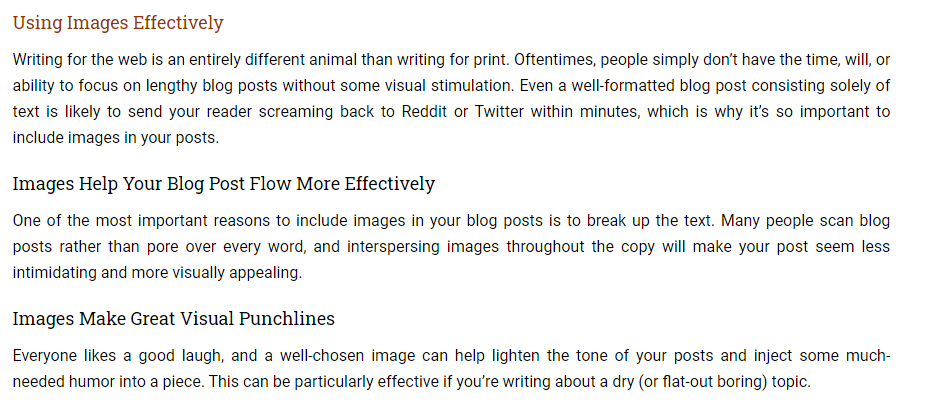 Using Images Effectively
Writing for the web is an entirely different animal than writing for print. Oftentimes, people simply don’t have the time, will, or
ability to focus on lengthy blog posts without some visual stimulation. Even a well-formatted blog post consisting solely of
text is likely to send your reader screaming back to Reddit or Twitter within minutes, which is why it’s so important to
include images in your posts.
Images Help Your Blog Post Flow More Effectively
One of the most important reasons to include images in your blog posts is to break up the text. Many people scan blog
posts rather than pore over every word, and interspersing images throughout the copy will make your post seem less
intimidating and more visually appealing.
Images Make Great Visual Punchlines
Everyone likes a good laugh, and a well-chosen image can help lighten the tone of your posts and inject some much-
needed humor into a piece. This can be particularly effective if you’re writing about a dry (or flat-out boring) topic.